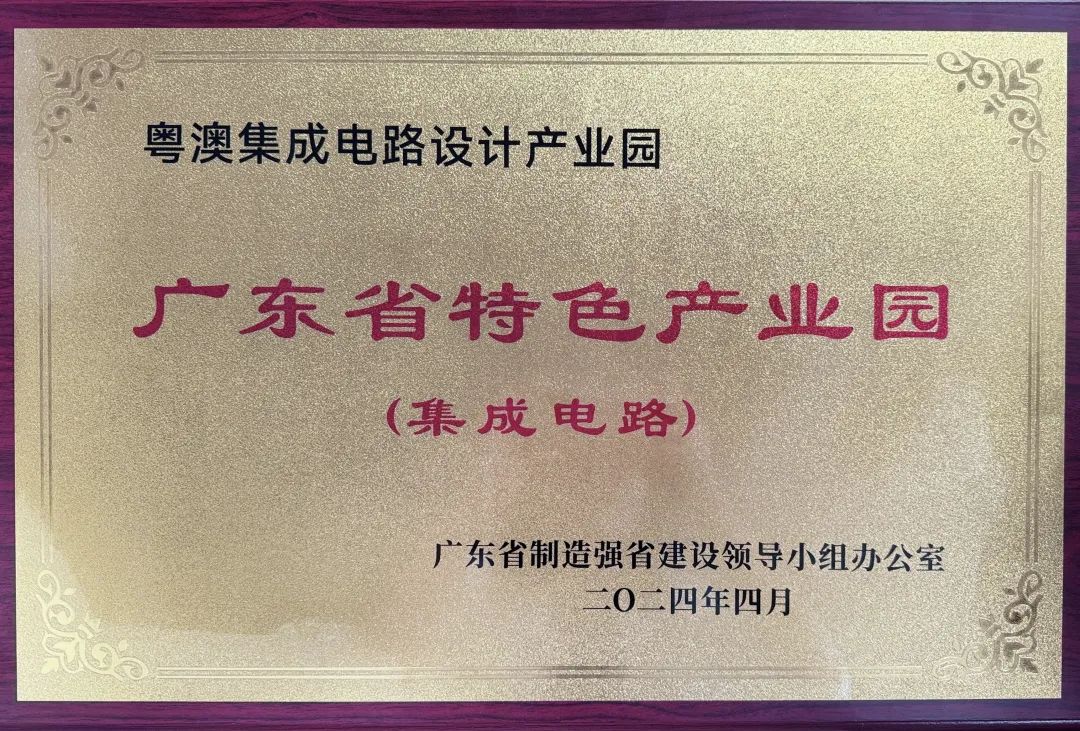 粤澳集成电路设计产业园
广东省特色产业园
(集成电路)
广东省制造强省建设领导小组办公室
二〇二四年四月